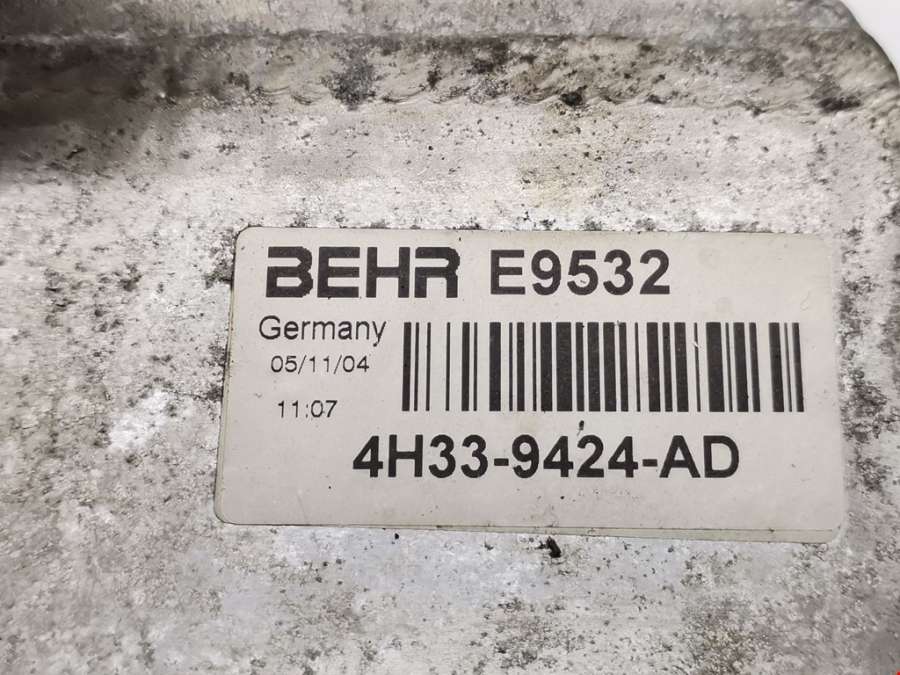 BEHR E9532
Germany
05/11/04
11:07
4H33-9424-AD